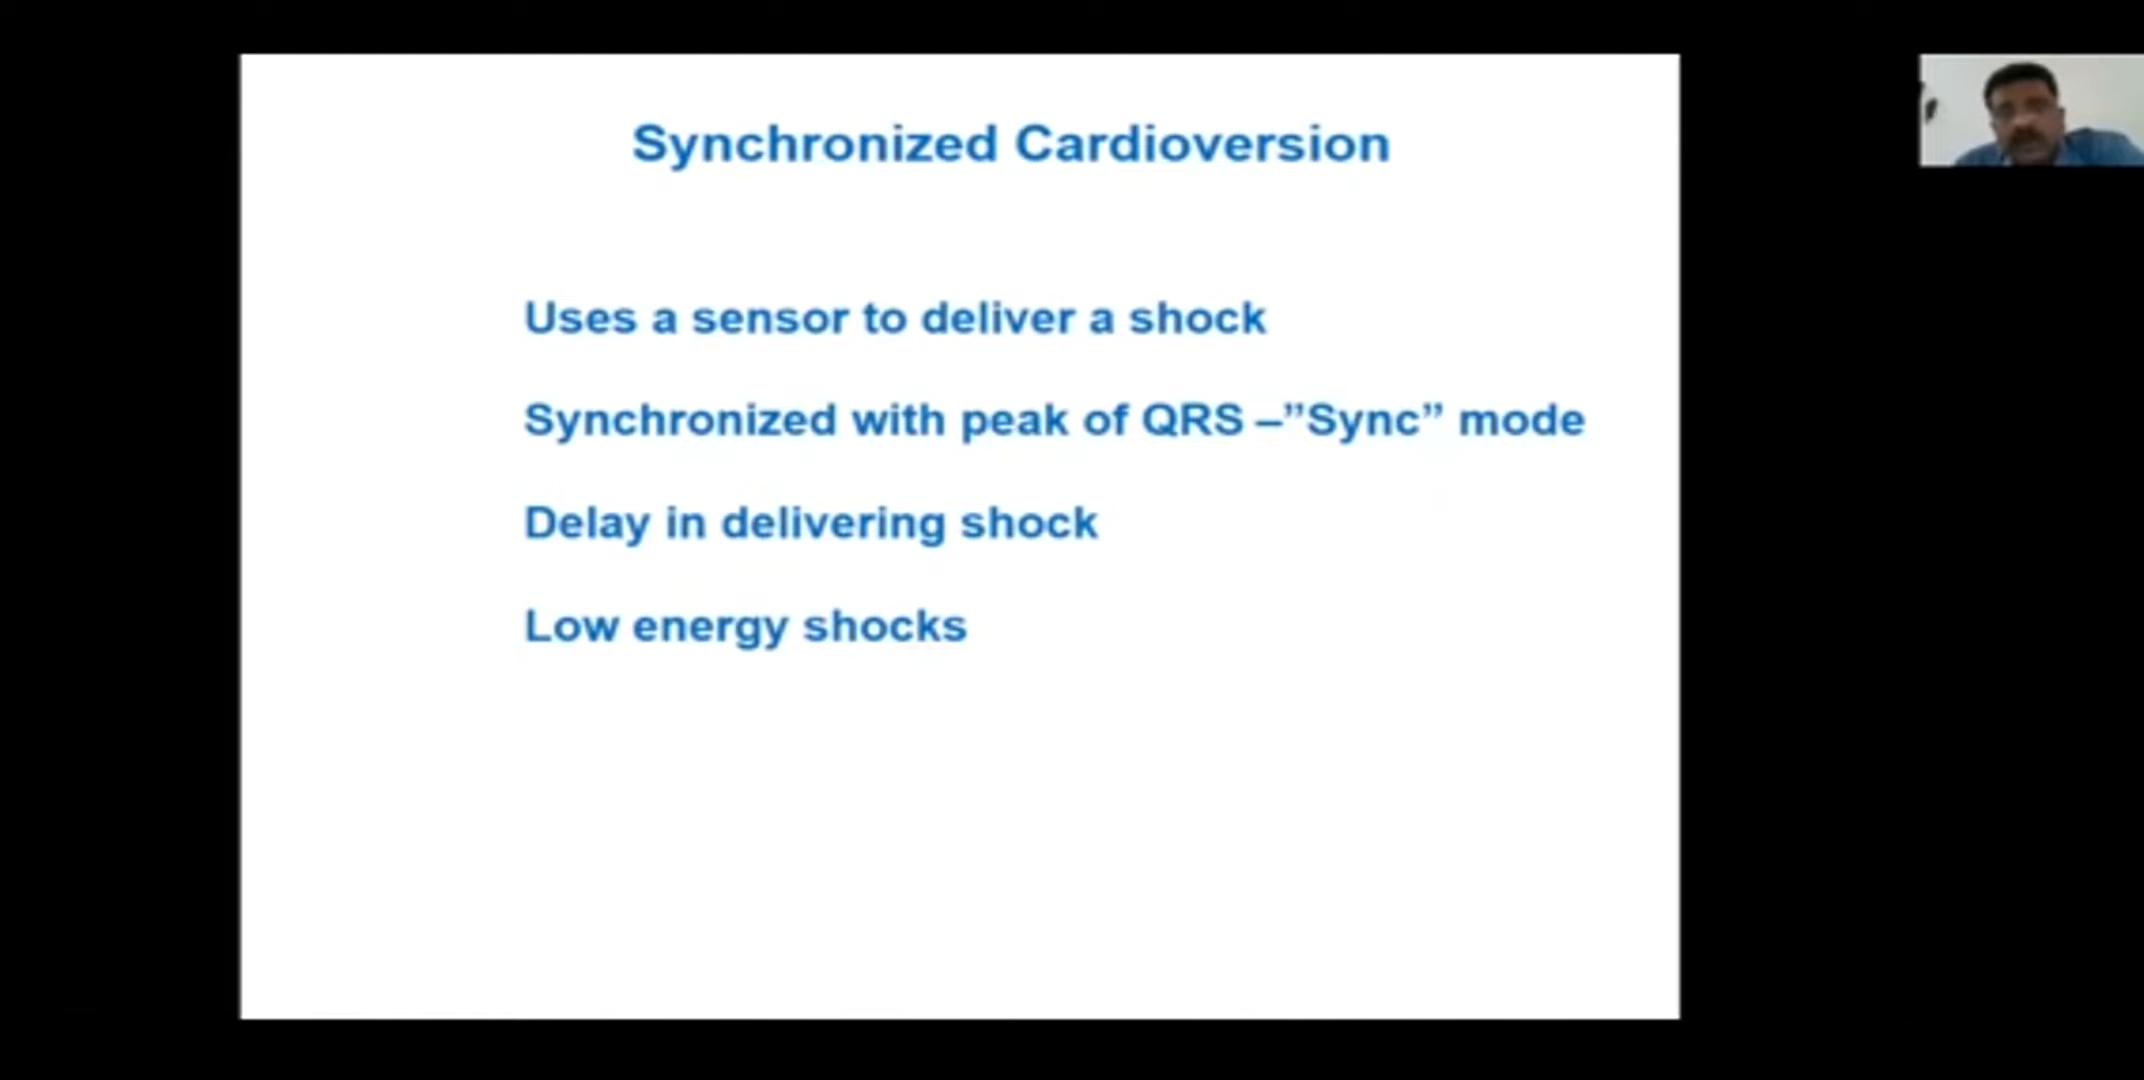 Synchronized Cardioversion
Uses a sensor to deliver a shock
Synchronized with peak of QRS –”Sync” mode
Delay in delivering shock
Low energy shocks